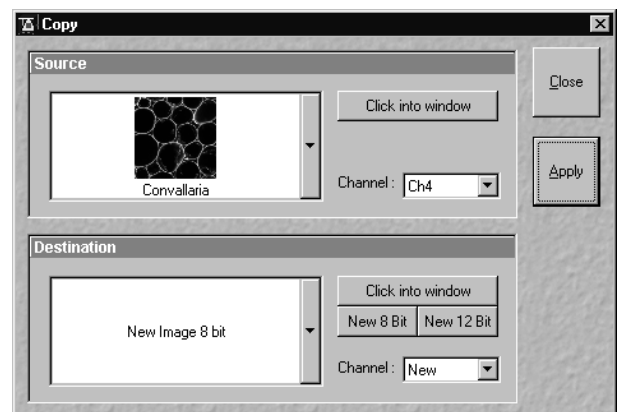 Copy
Source
Click into window
Convallaria
Channel : Ch4
Close
Apply
Destination
Click into window
New Image 8 bit
New 8 Bit New 12 Bit
Channel : New